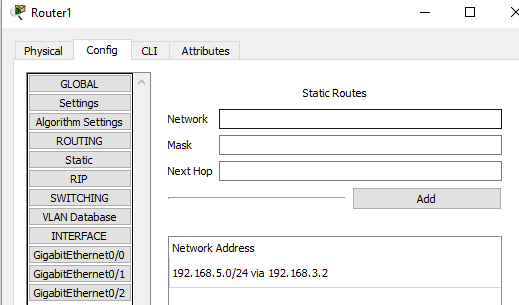 Router1
Physical Config CLI Attributes
GLOBAL
Settings
Algorithm Settings
ROUTING
Static
RIP
SWITCHING
VLAN Database
INTERFACE
GigabitEthernet0/0
GigabitEthernet0/1
GigabitEthernet0/2
Static Routes
Network
Mask
Next Hop
Add
Network Address
192.168.5.0/24 via 192.168.3.2